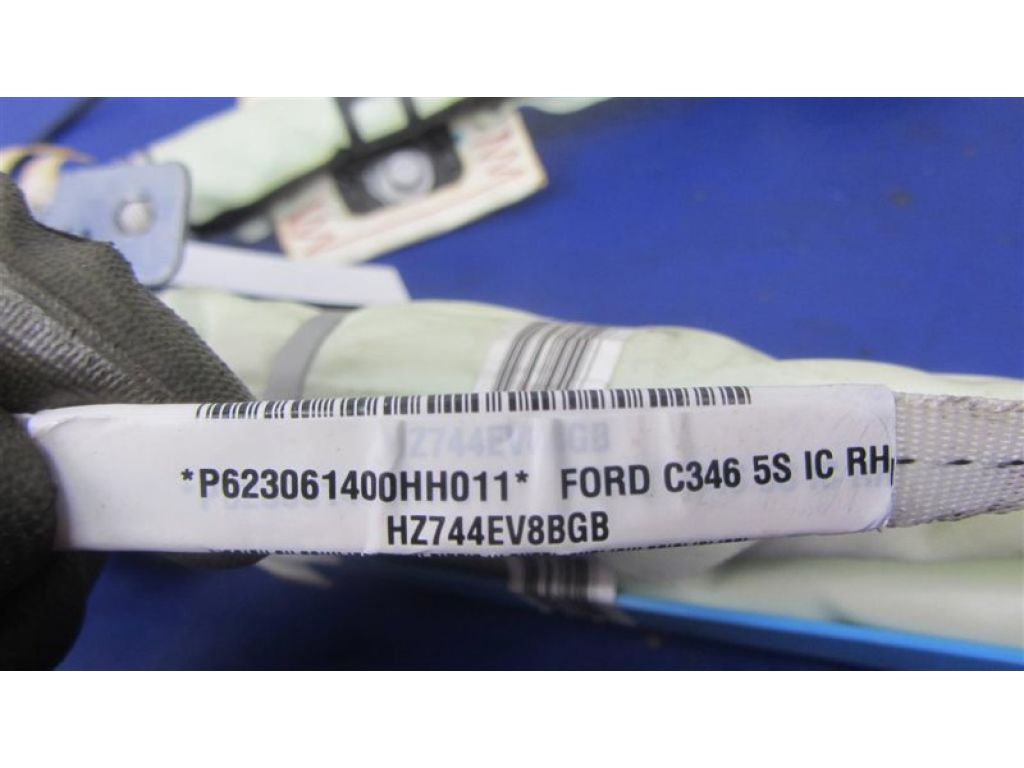 *P623061400HH011* FORD C346 5S IC RH
HZ744EV8BGB